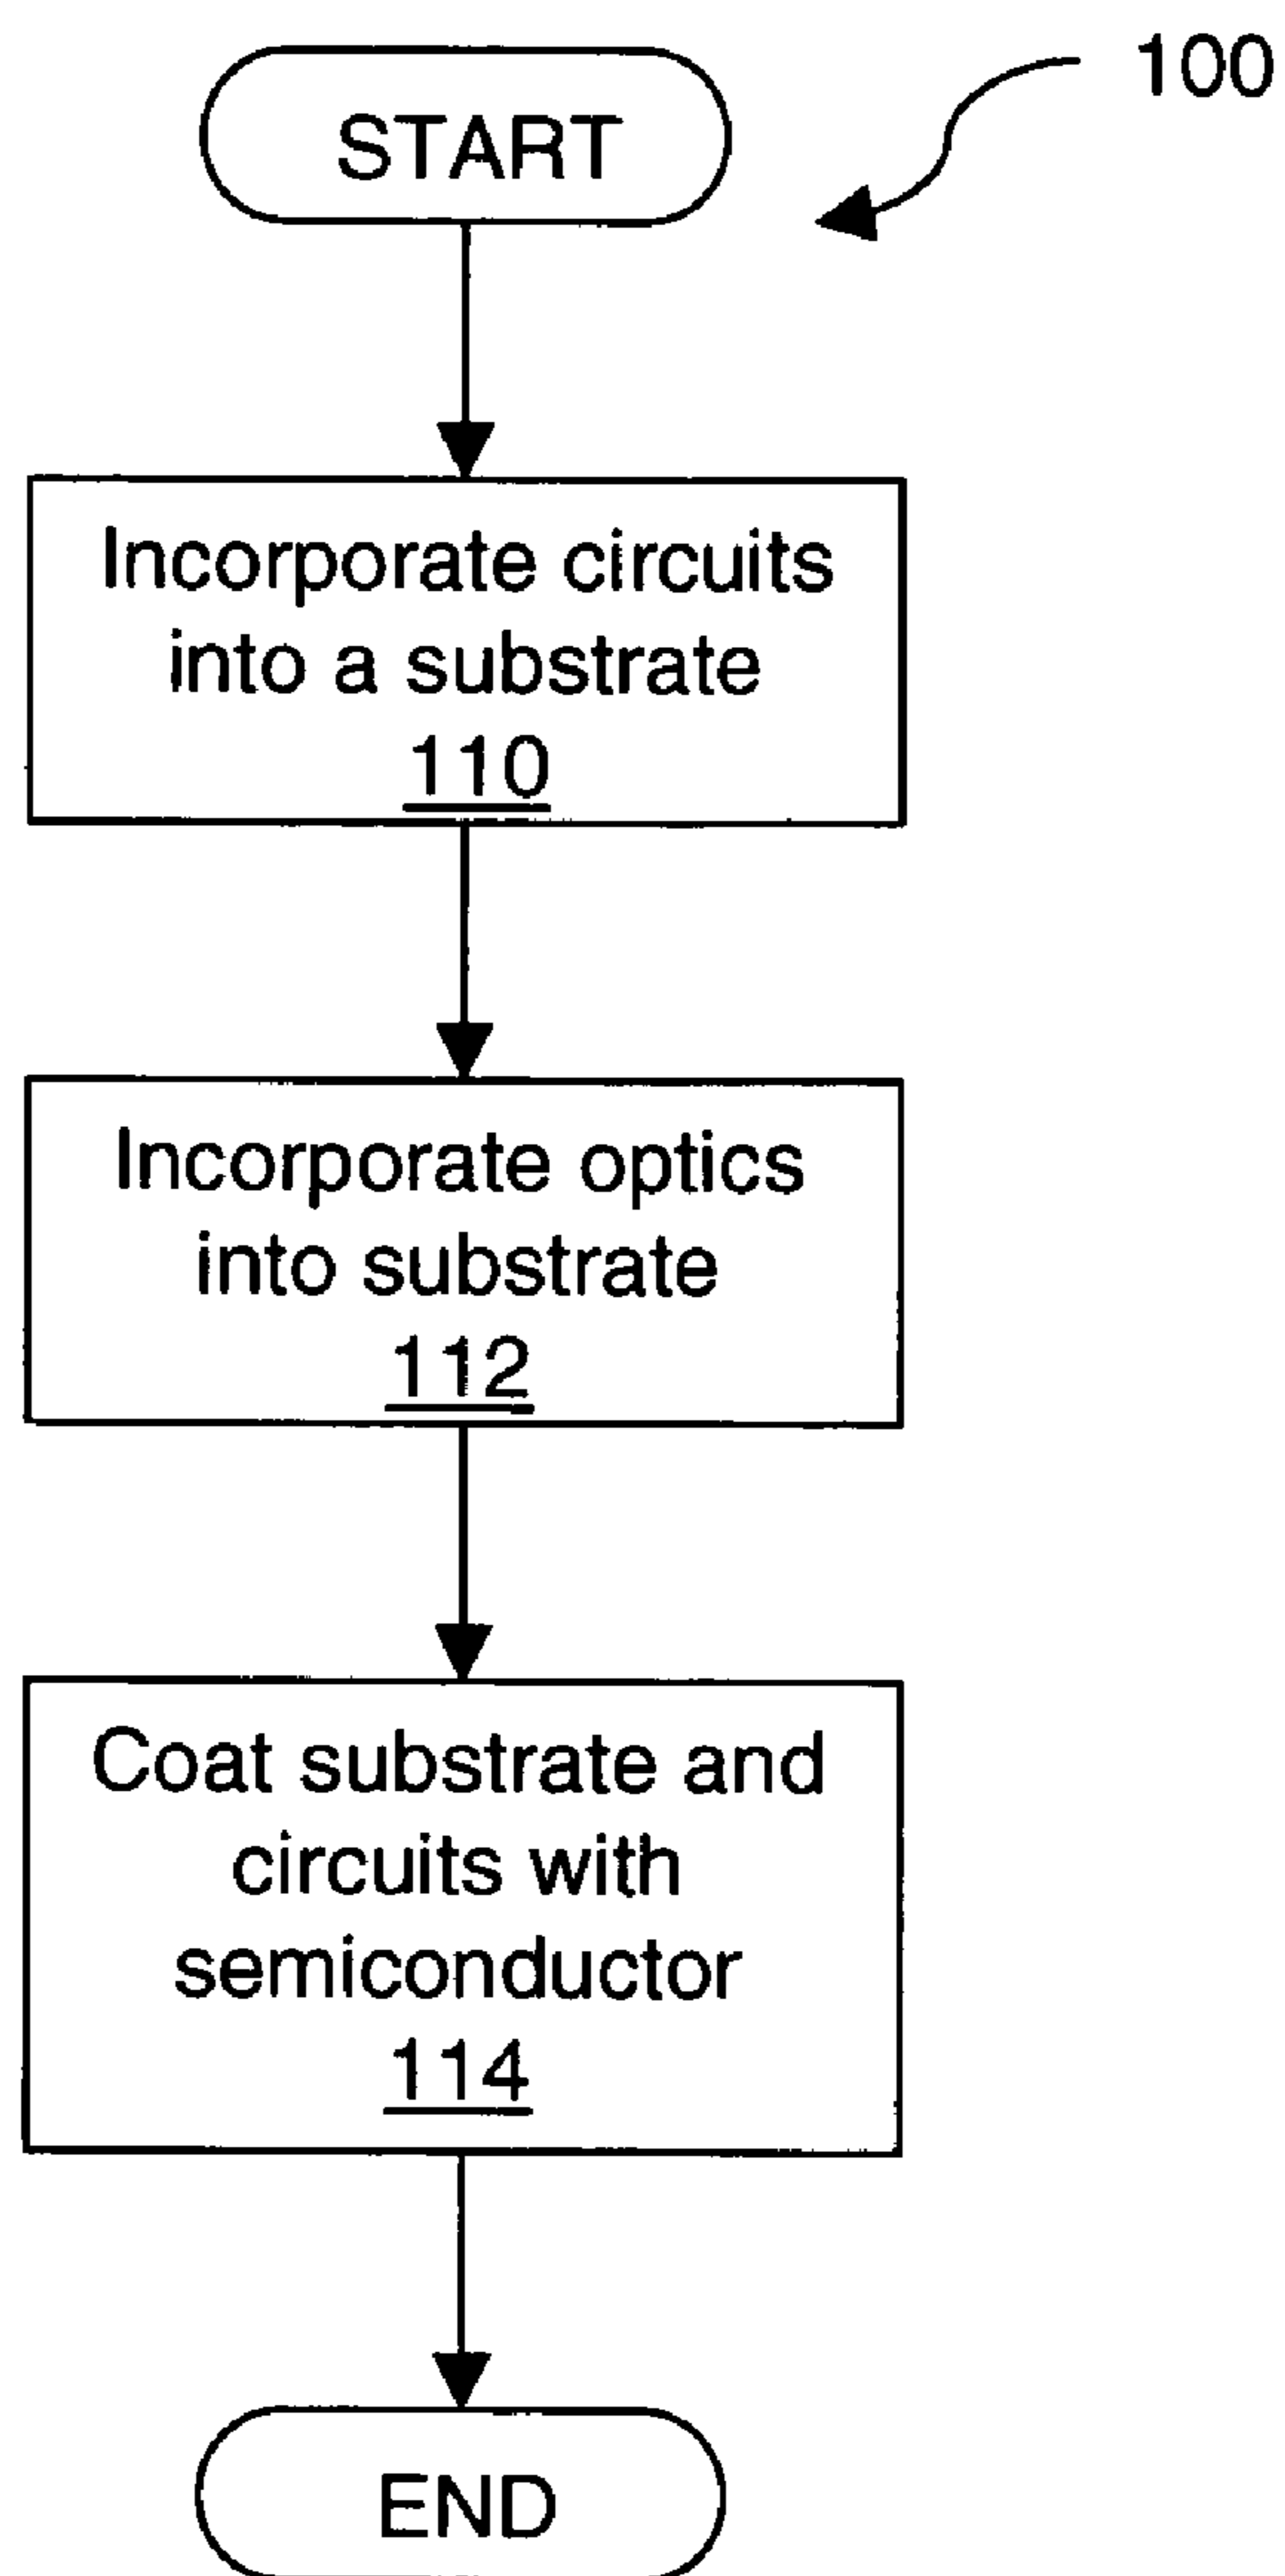 100
START
Incorporate circuits
into a substrate
110
Incorporate optics
into substrate
112
Coat substrate and
circuits with
semiconductor
114
END